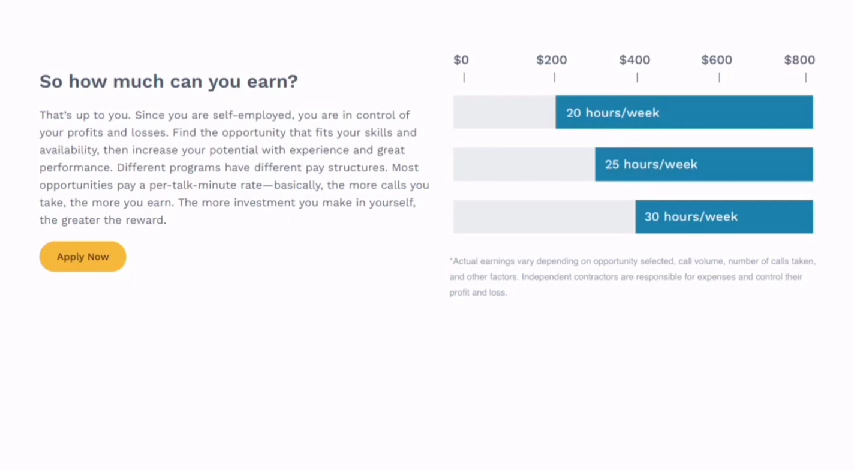 So how much can you earn?
That's up to you. Since you are self-employed, you are in control of
your profits and losses. Find the opportunity that fits your skills and
availability, then increase your potential with experience and great
performance. Different programs have different pay structures. Most
opportunities pay a per-talk-minute rate—basically, the more calls you
take, the more you earn. The more investment you make in yourself,
the greater the reward.
Apply Now
$0 $200 $400 $600 $800
20 hours/week
25 hours/week
30 hours/week
*Actual earnings vary depending on opportunity selected, call volume, number of calls taken,
and other factors. Independent contractors are responsible for expenses and control their
profit and loss.